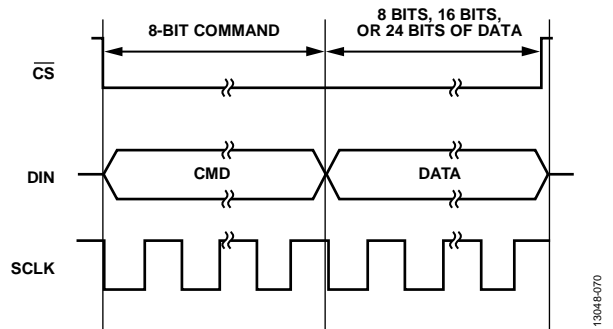 8-BIT COMMAND
8 BITS, 16 BITS,
OR 24 BITS OF DATA
CS
DIN
CMD
DATA
SCLK
13048-070